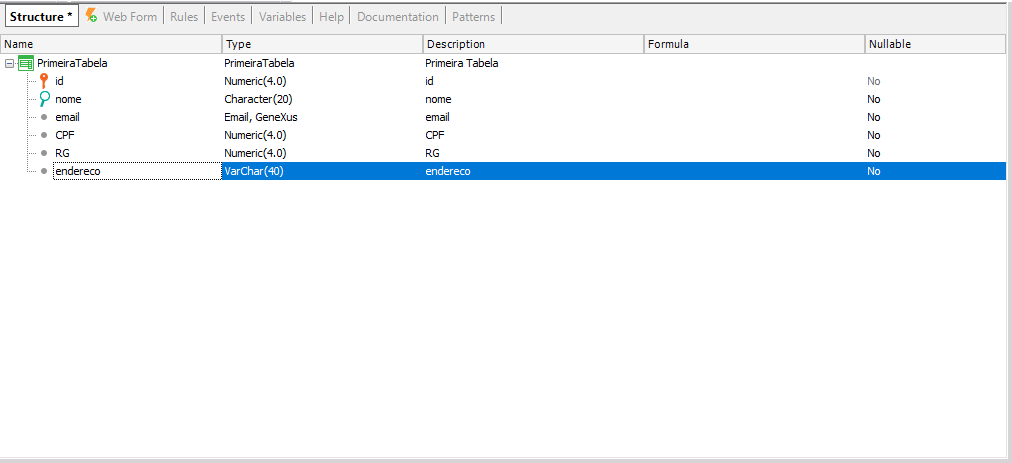 Structure * Web Form Rules Events Variables Help Documentation Patterns
Name Type Description Formula Nullable
PrimeiraTabela PrimeiraTabela Primeira Tabela
id Numeric(4.0) id No
nome Character(20) nome No
email Email, GeneXus email No
CPF Numeric(4.0) CPF No
RG Numeric(4.0) RG No
endereco VarChar(40) endereco No